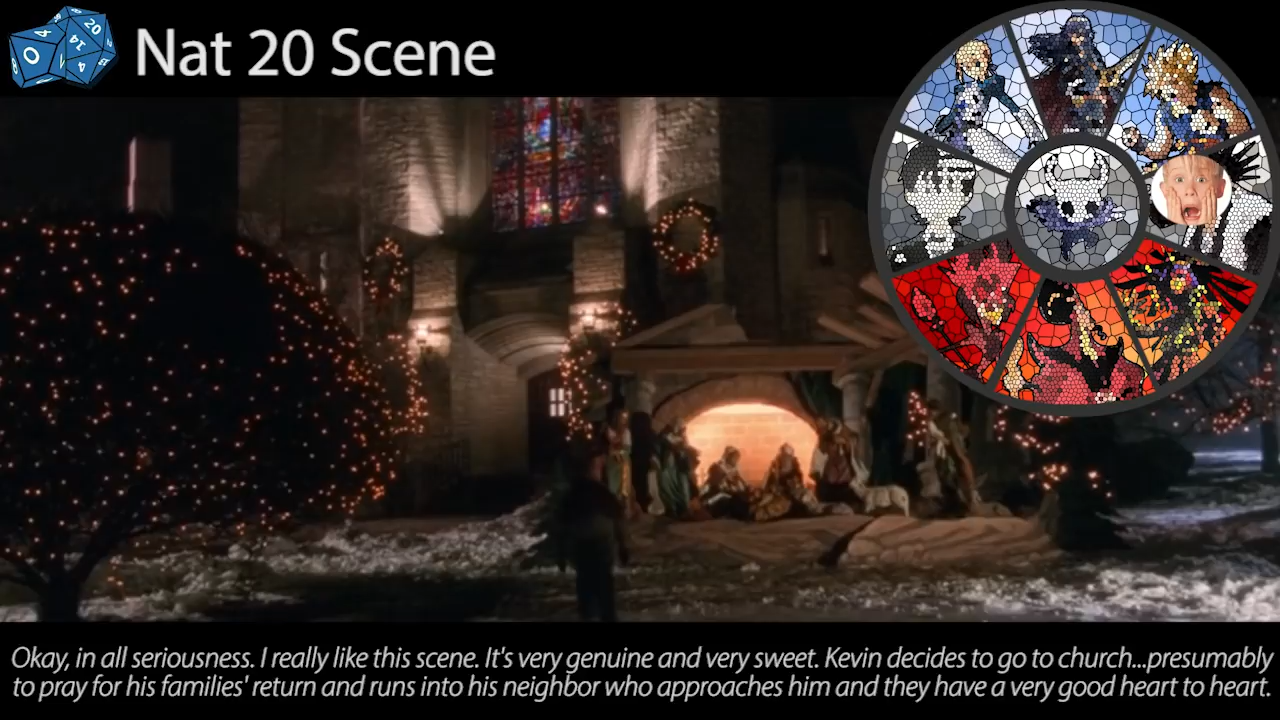 Nat 20 Scene
Okay, in all seriousness. I really like this scene. It's very genuine and very sweet. Kevin decides to go to church...presumably
to pray for his families' return and runs into his neighbor who approaches him and they have a very good heart to heart.